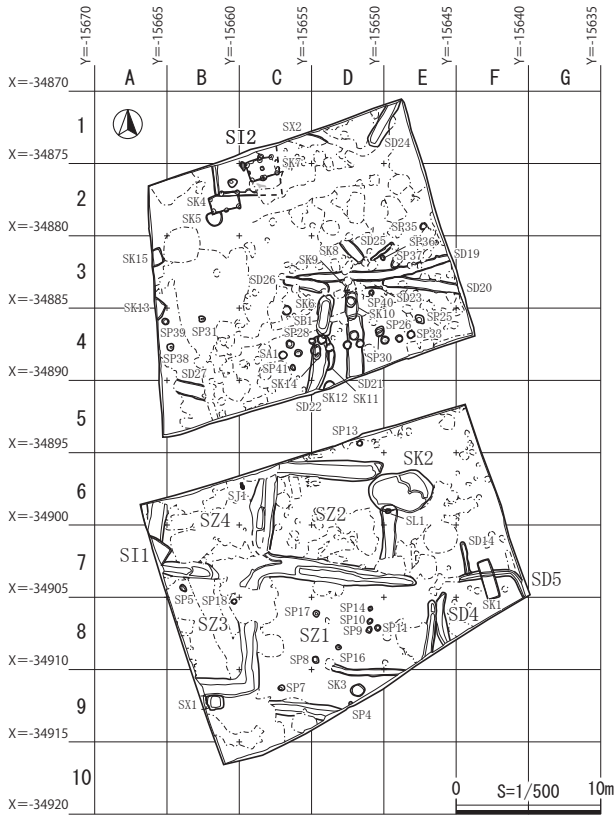 Y=-15670
Y=-15665
Y=-15660
Y=-15655
Y=-15650
Y=-15645
Y=-15640
Y=-15635
X=-34870
A B C D E F G
1
SX2
SI2
SK7
SD24
X=-34875
2
SK4
SK5
SP35
X=-34880
SD25
SP36
SK8
SK15
3
SK9
SP37
SD19
SD26
SD20
X=-34885
SK13
SK6
SP40
SD23
SB1
SK10
SP39
SP31
SP26
SP25
SP28
4
SP33
SP38
SA1
SP30
SP41
SD27
SK14
SD21
X=-34890
SK12
SK11
SD22
5
SP13
X=-34895
SK2
6
SJ1
SZ4
SZ2
SL1
X=-34900
SI1
7
SD14
SP5
SD5
X=-34905
SP18
SK1
SP17
SP14
SD4
SP10
SZ3
8
SZ1
SP9
SP11
SP8
SP16
X=-34910
SP7
SK3
SX1
9
SP4
X=-34915
10
0
S=1/500
10m
X=-34920